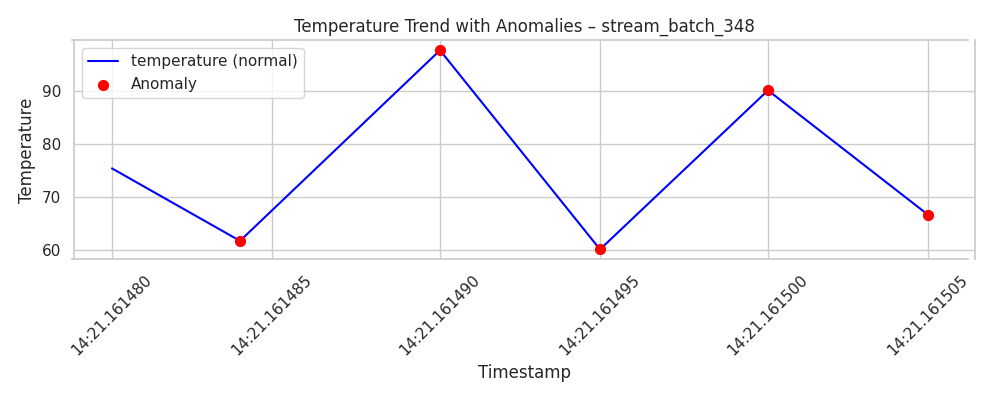 Temperature Trend with Anomalies – stream_batch_348
temperature (normal)
Anomaly
Temperature
90
80
70
60
14:21.161480
14:21.161485
14:21.161490
14:21.161495
14:21.161500
14:21.161505
Timestamp